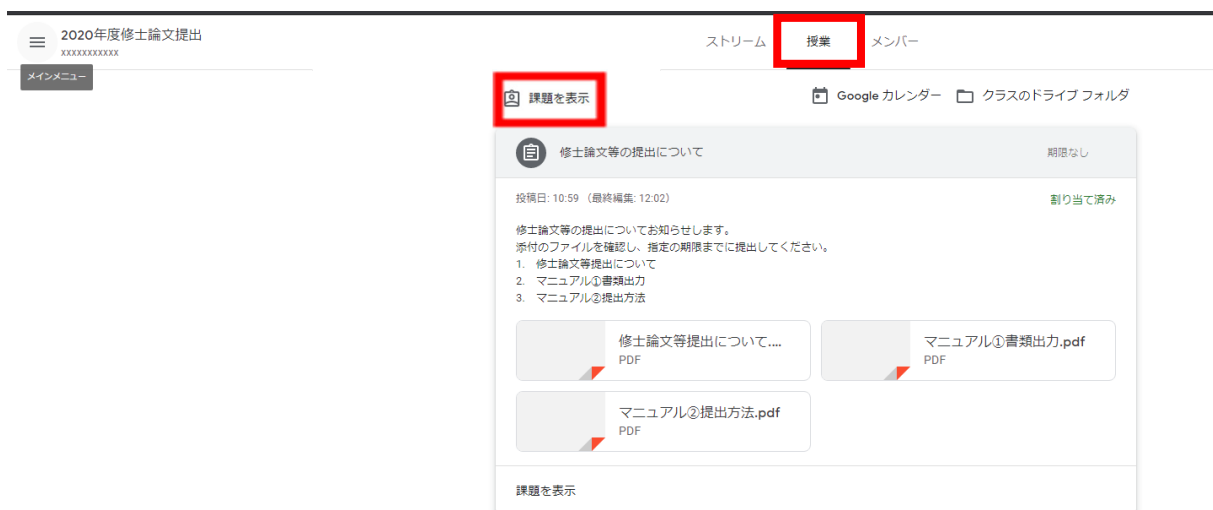 2020年度修士論文提出
xxxxxxxxxxx
メインメニュー
ストリーム 授業 メンバー
課題を表示 Google カレンダー クラスのドライブ フォルダ
修士論文等の提出について 期限なし
投稿日: 10:59 （最終編集: 12:02） 割り当て済み
修士論文等の提出についてお知らせします。
添付のファイルを確認し、指定の期限までに提出してください。
1. 修士論文等提出について
2. マニュアル①書類出力
3. マニュアル②提出方法
修士論文等提出について.... マニュアル①書類出力.pdf
PDF PDF
マニュアル②提出方法.pdf
PDF
課題を表示